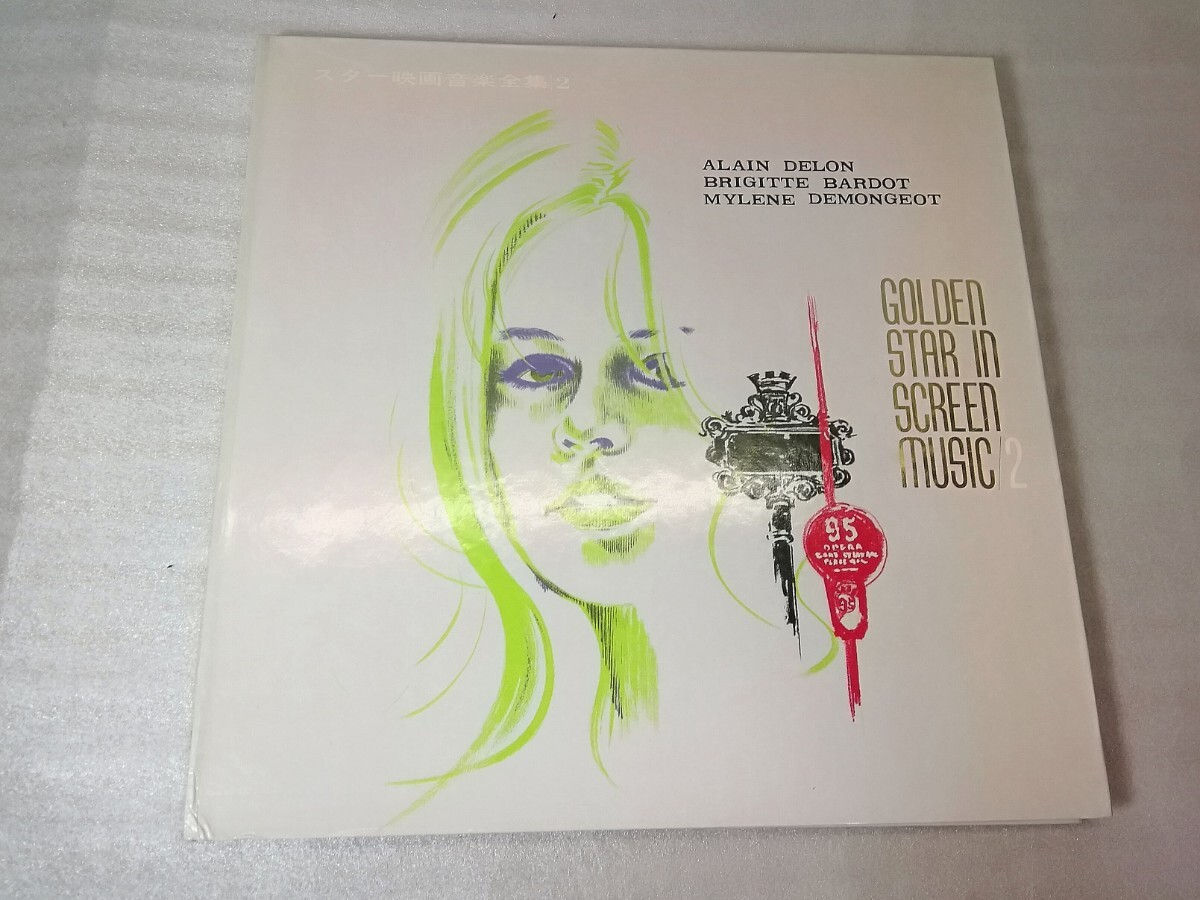 スター映画音楽全集/2
ALAIN DELON
BRIGITTE BARDOT
MYLENE DEMONGEOT
GOLDEN
STAR IN
SCREEN
MUSIC/2
95
OPERA
95